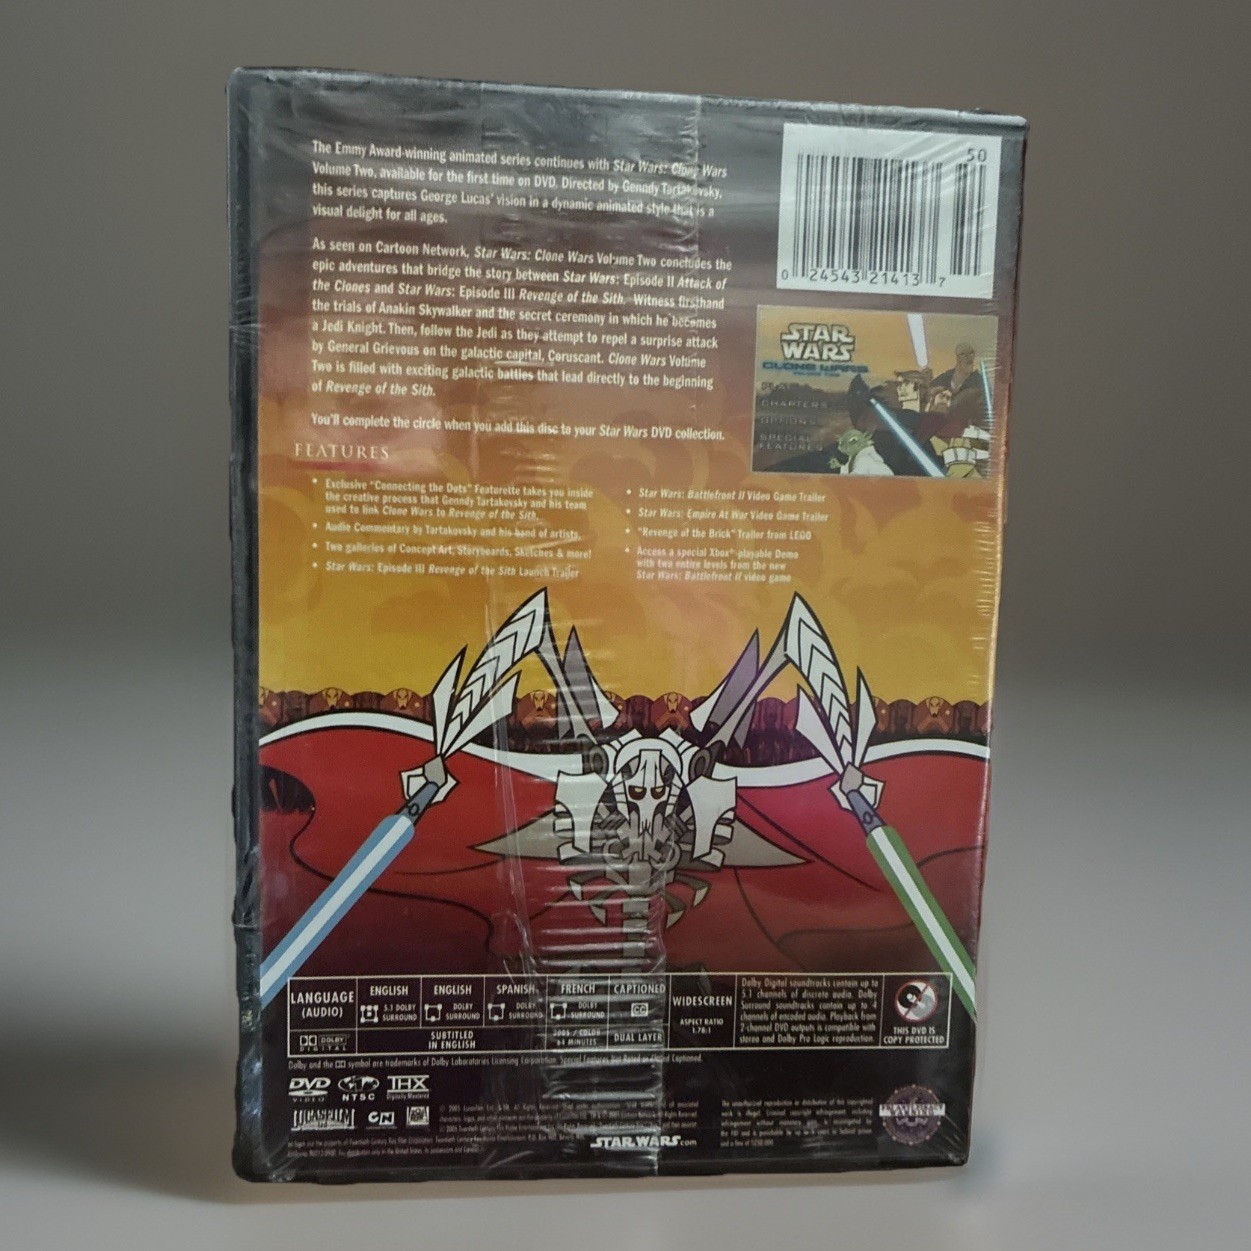 The Emmy Award-winning animated series continues with Star Wars: Clone Wars
Volume Two, available for the first time on DVD. Directed by Genndy Tartakovsky,
this series captures George Lucas' vision in a dynamic animated style that is a
visual delight for all ages.
As seen on Cartoon Network, Star Wars: Clone Wars Volume Two concludes the
epic adventures that bridge the story between Star Wars: Episode II Attack of
the Clones and Star Wars: Episode III Revenge of the Sith. Witness firsthand
the trials of Anakin Skywalker and the secret ceremony in which he becomes
a Jedi Knight. Then, follow the Jedi as they attempt to repel a surprise attack
by General Grievous on the galactic capital, Coruscant. Clone Wars Volume
Two is filled with exciting galactic battles that lead directly to the beginning
of Revenge of the Sith.
You'll complete the circle when you add this disc to your Star Wars DVD collection.
50
0 24543 21413 7
STAR
WARS
CLONE WARS
VOLUME TWO
PLAY
CHAPTERS
OPTIONS
SPECIAL
FEATURES
FEATURES
• Exclusive "Connecting the Dots" Featurette takes you inside
the creative process that Genndy Tartakovsky and his team
used to link Clone Wars to Revenge of the Sith.
• Audio Commentary by Tartakovsky and his band of artists.
• Two galleries of Concept Art, Storyboards, Sketches & more!
• Star Wars: Episode III Revenge of the Sith Launch Trailer
• Star Wars: Battlefront II Video Game Trailer
• Star Wars: Empire At War Video Game Trailer
• "Revenge of the Brick" Trailer from LEGO
• Access a special Xbox® playable Demo
with two entire levels from the new
Star Wars: Battlefront II video game
LANGUAGE
(AUDIO)
ENGLISH
5.1 DOLBY
SURROUND
ENGLISH
DOLBY
SURROUND
SPANISH
DOLBY
SURROUND
FRENCH
DOLBY
SURROUND
CAPTIONED
CC
DOLBY
DIGITAL
SUBTITLED
IN ENGLISH
2005 / COLOR
64 MINUTES
DUAL LAYER
WIDESCREEN
ASPECT RATIO
1.78:1
Dolby Digital soundtracks contain up to
5.1 channels of discrete audio. Dolby
Surround soundtracks contain up to 4
channels of encoded audio. Playback from
2-channel DVD outputs is compatible with
stereo and Dolby Pro Logic reproduction.
THIS DVD IS
COPY PROTECTED
Dolby and the symbol are trademarks of Dolby Laboratories Licensing Corporation. Special Features Not Rated or Closed Captioned.
DVD
VIDEO
NTSC
THX
Digitally Mastered
LUCASFILM
CN
STARWARS.com